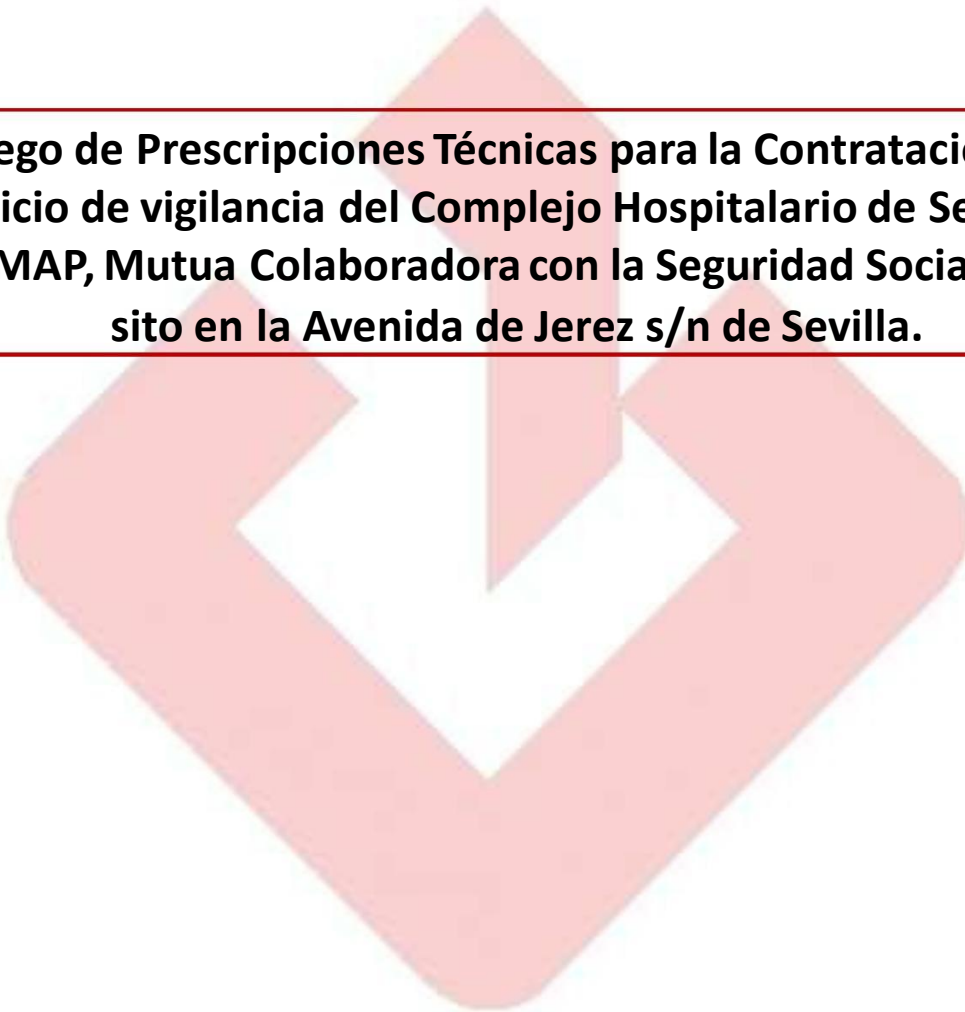 ego de Prescripciones Técnicas para la Contrataci
icio de vigilancia del Complejo Hospitalario de Se
MAP, Mutua Colaboradora con la Seguridad Socia
sito en la Avenida de Jerez s/n de Sevilla.